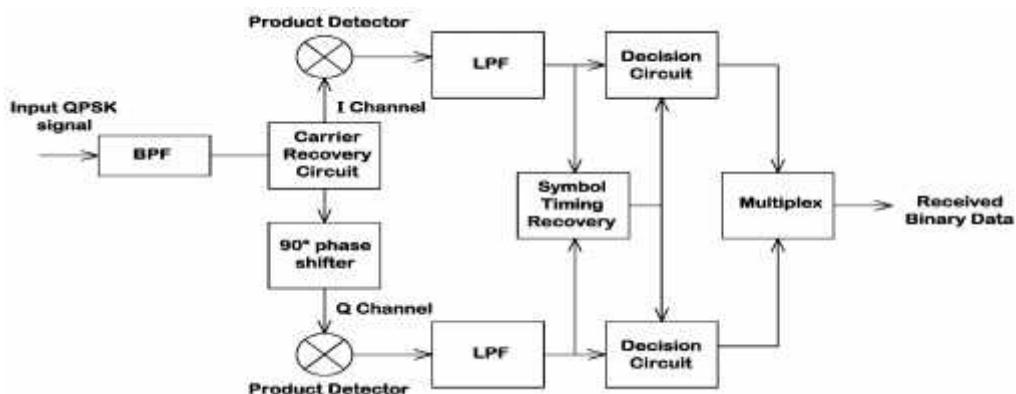 Product Detector
LPF
Decision
Circuit
Input QPSK
signal
I Channel
BPF
Carrier
Recovery
Circuit
Symbol
Timing
Recovery
Multiplex
Received
Binary Data
90° phase
shifter
Q Channel
LPF
Decision
Circuit
Product Detector